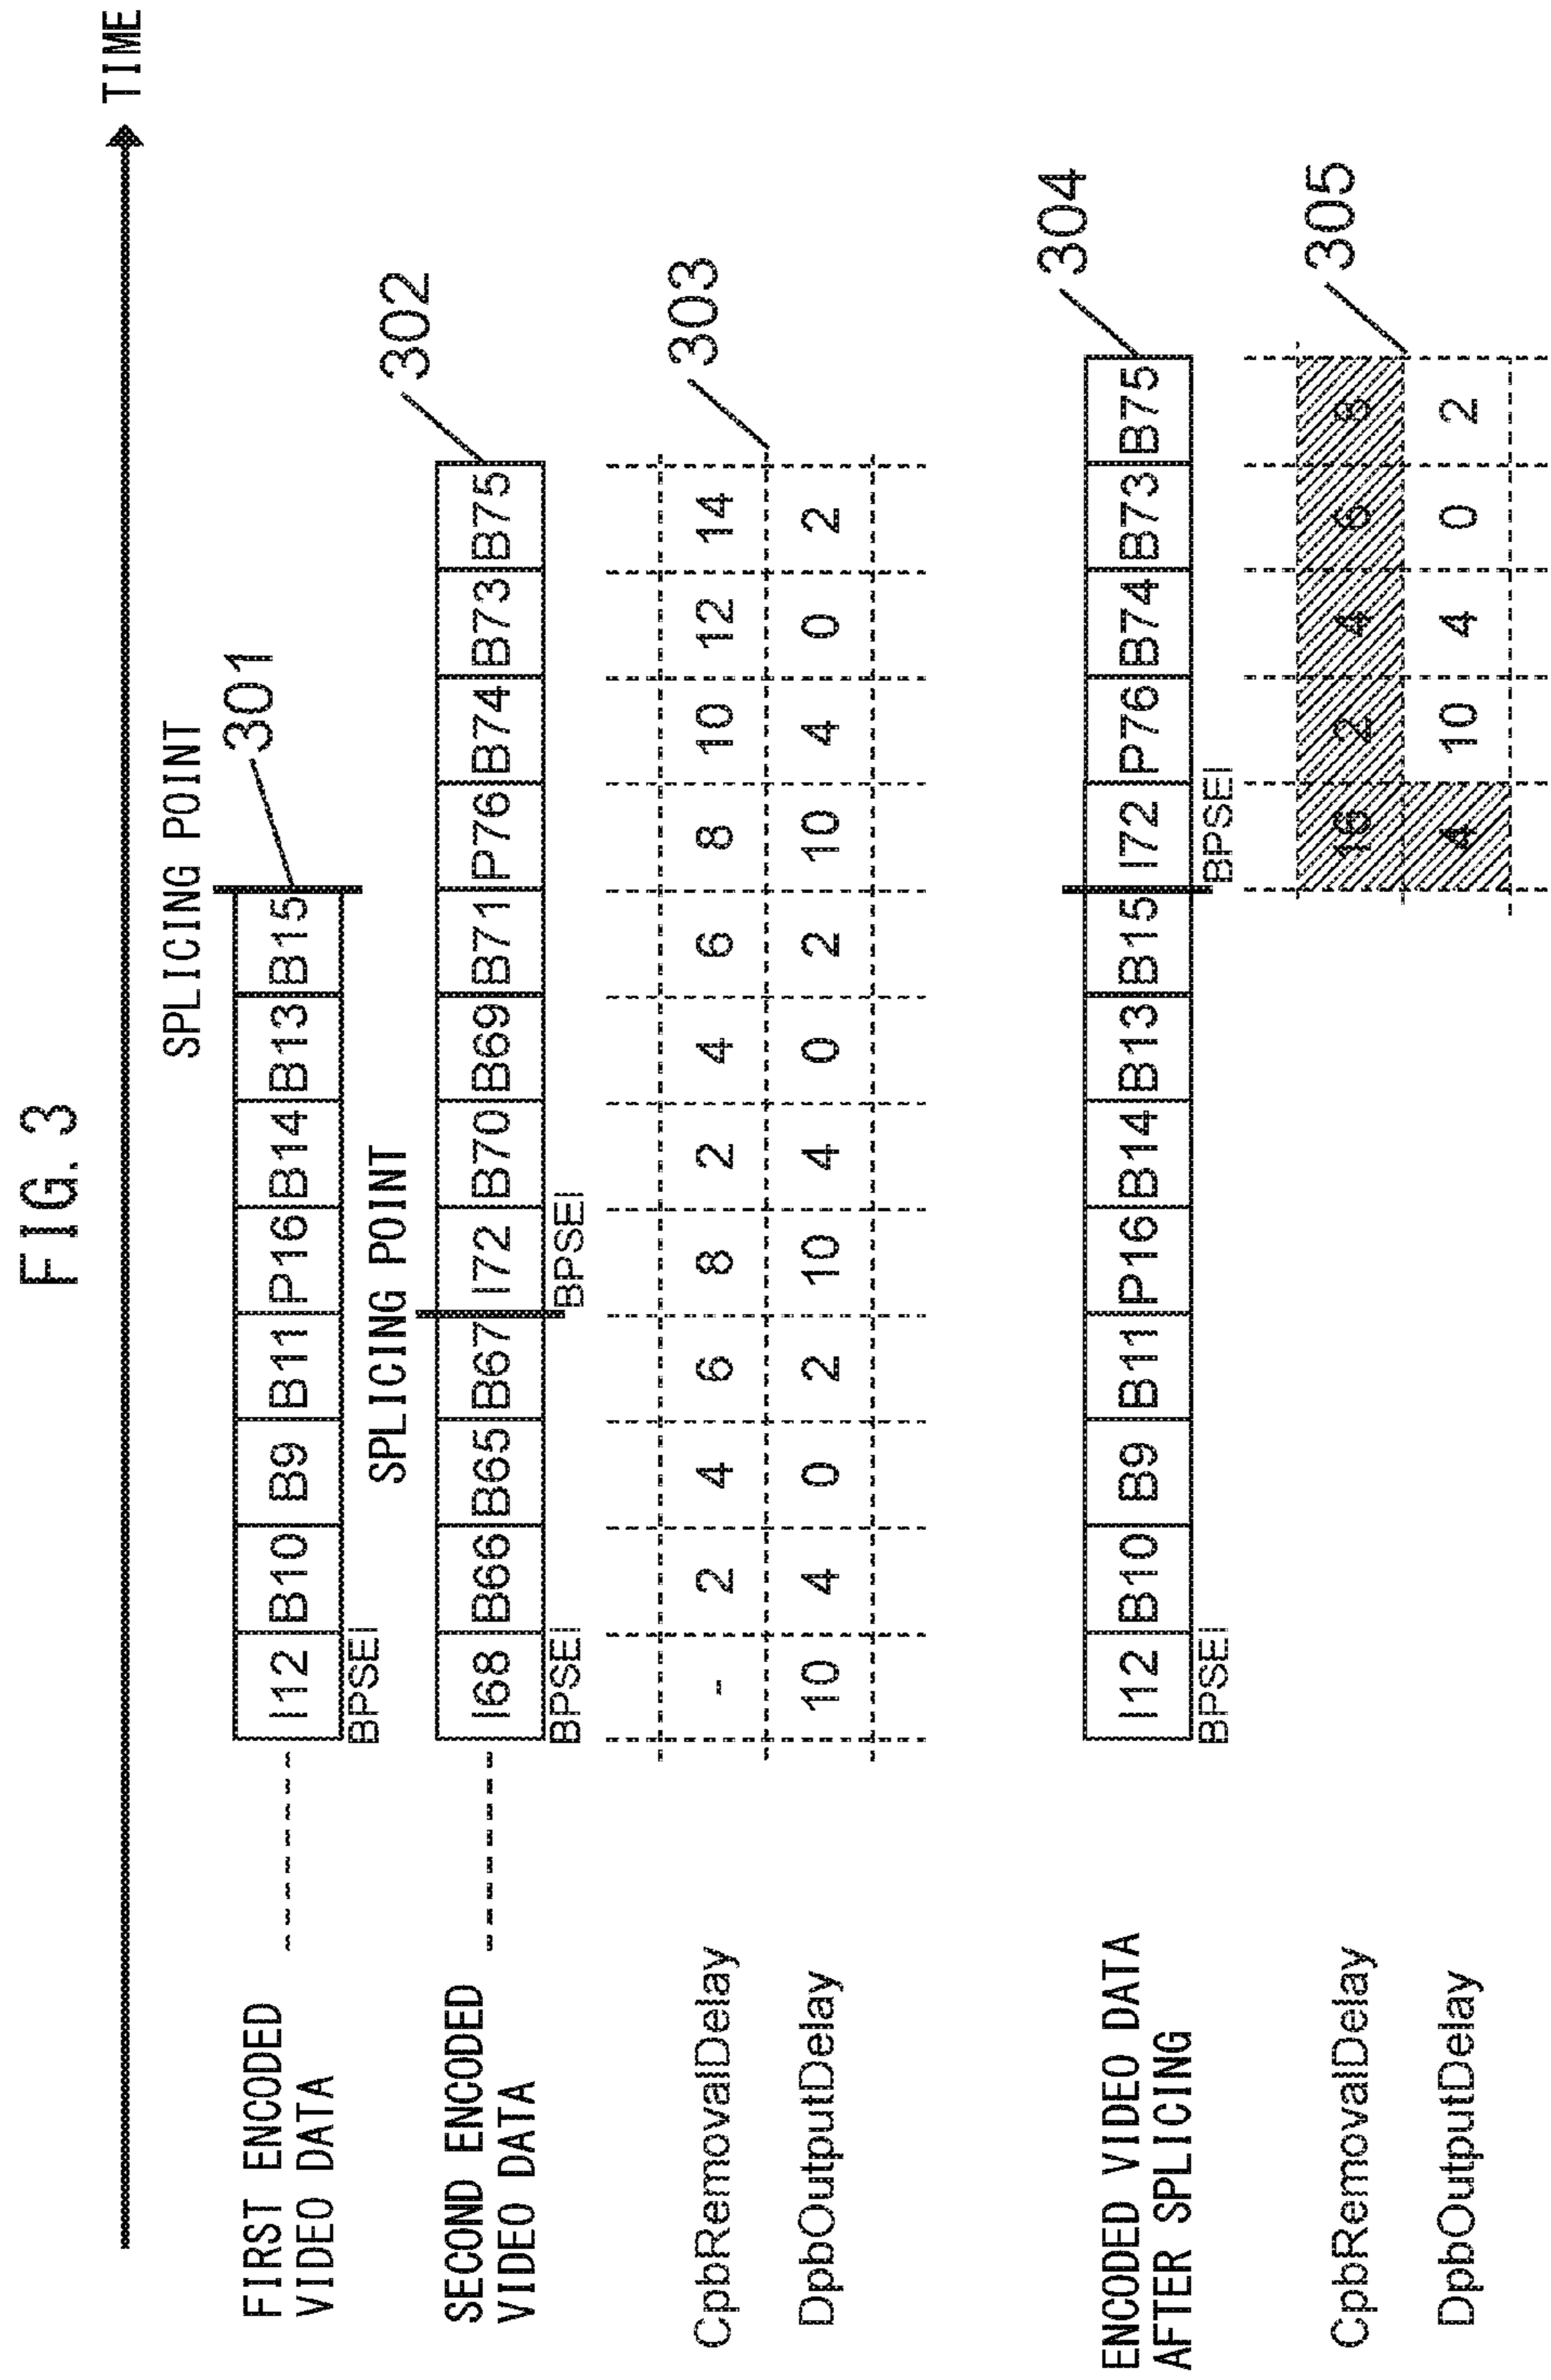 FIG. 3
TIME
SPLICING POINT
301
FIRST ENCODED
VIDEO DATA
I12 B10 B9 B11 P16 B14 B13 B15
BPSEI
SPLICING POINT
302
SECOND ENCODED
VIDEO DATA
I68 B66 B65 B67 I72 B70 B69 B71 P76 B74 B73 B75
BPSEI BPSEI
303
CpbRemovalDelay - 2 4 6 8 2 4 6 8 10 12 14
DpbOutputDelay 10 4 0 2 10 4 0 2 10 4 0 2
304
ENCODED VIDEO DATA
AFTER SPLICING
I12 B10 B9 B11 P16 B14 B13 B15 I72 P76 B74 B73 B75
BPSEI BPSEI
305
CpbRemovalDelay 16 2 4 6 8
DpbOutputDelay 4 10 4 0 2